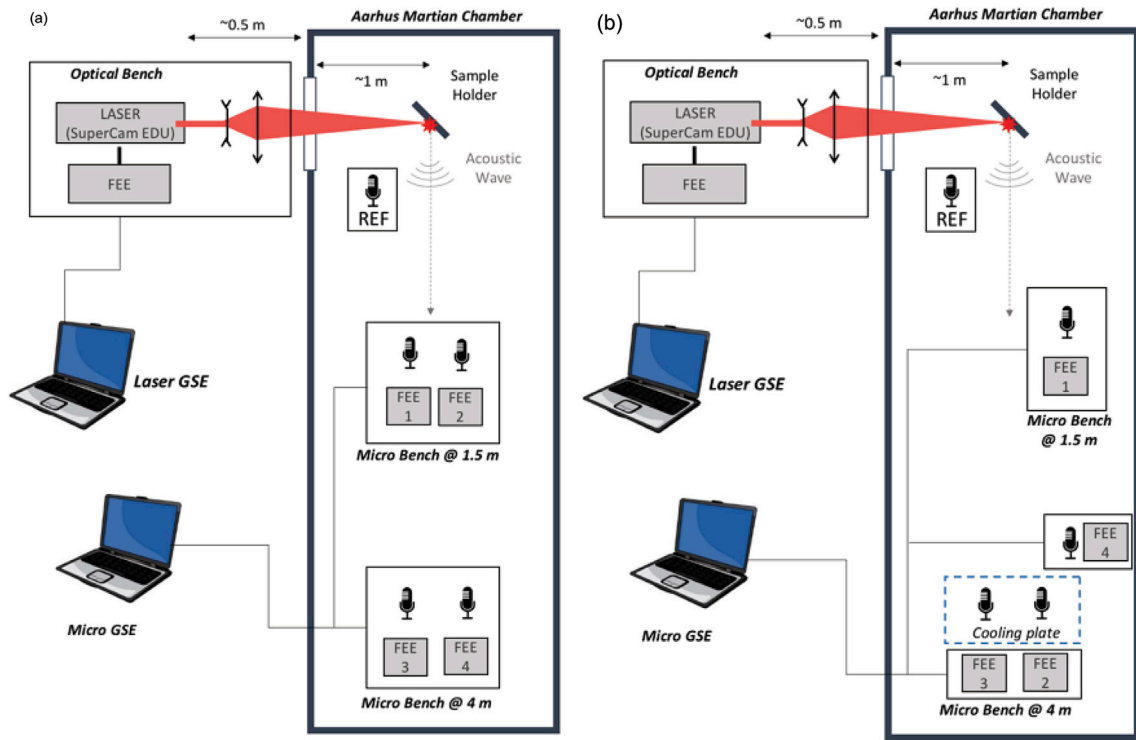 (a)
Aarhus Martian Chamber
~0.5 m
Optical Bench
~1 m
Sample
Holder
LASER
(SuperCam EDU)
FEE
Acoustic
Wave
REF
Laser GSE
FEE
1
FEE
2
Micro Bench @ 1.5 m
Micro GSE
FEE
3
FEE
4
Micro Bench @ 4 m
(b)
Aarhus Martian Chamber
~0.5 m
Optical Bench
~1 m
Sample
Holder
LASER
(SuperCam EDU)
FEE
Acoustic
Wave
REF
Laser GSE
FEE
1
Micro Bench
@ 1.5 m
FEE
4
Cooling plate
Micro GSE
FEE
3
FEE
2
Micro Bench @ 4 m